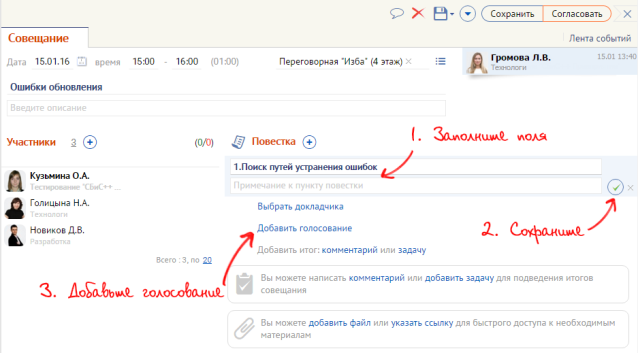 Сохранить Согласовать
Совещание
Лента событий
Дата 15.01.16 время 15:00 - 16:00 (01:00) Переговорная "Изба" (4 этаж)
Громова Л.В. 15.01 13:40
Технологи
Ошибки обновления
Введите описание
Участники 3 (0/0)
Повестка
1. Заполните поля
1.Поиск путей устранения ошибок
Примечание к пункту повестки
Кузьмина О.А.
Тестирование "СБиС++ ...
Голицына Н.А.
Технологи
Новиков Д.В.
Разработка
Всего : 3, по 20
Выбрать докладчика
Добавить голосование
2. Сохраните
Добавить итог: комментарий или задачу
3. Добавьте голосование
Вы можете написать комментарий или добавить задачу для подведения итогов
совещания
Вы можете добавить файл или указать ссылку для быстрого доступа к необходимым
материалам